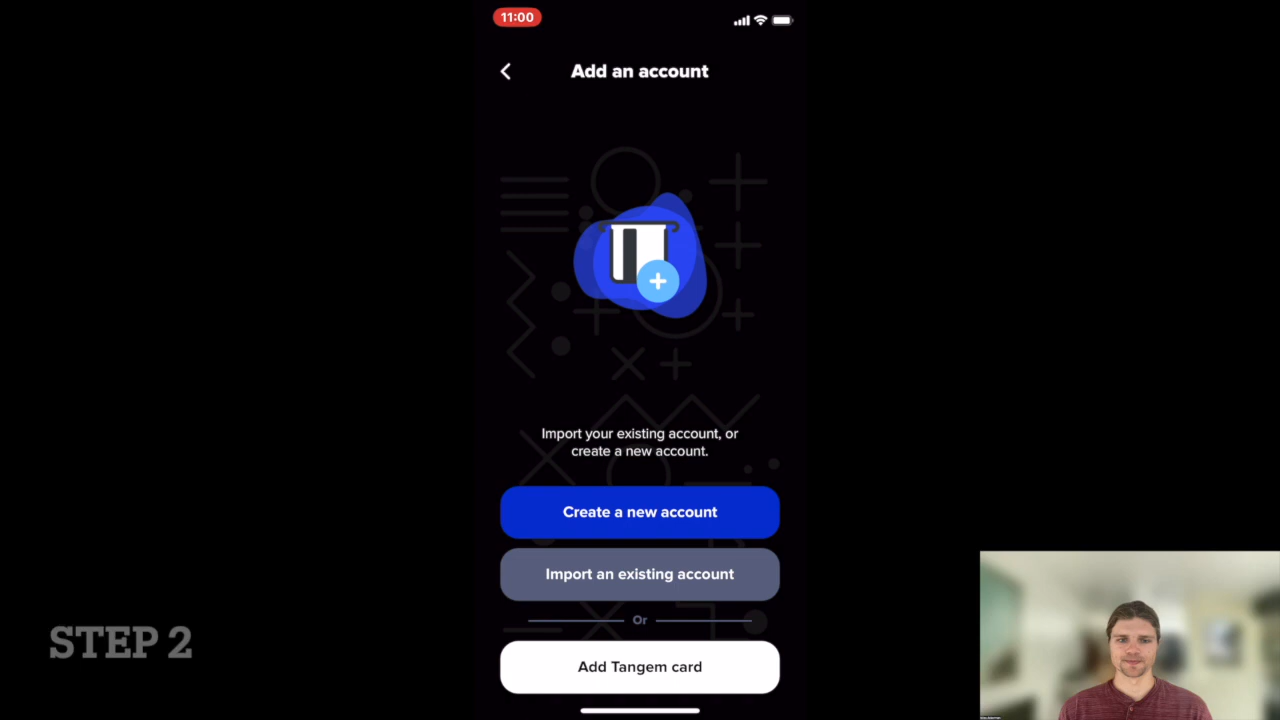 11:00
Add an account
Import your existing account, or
create a new account.
Create a new account
Import an existing account
Or
Add Tangem card
STEP 2